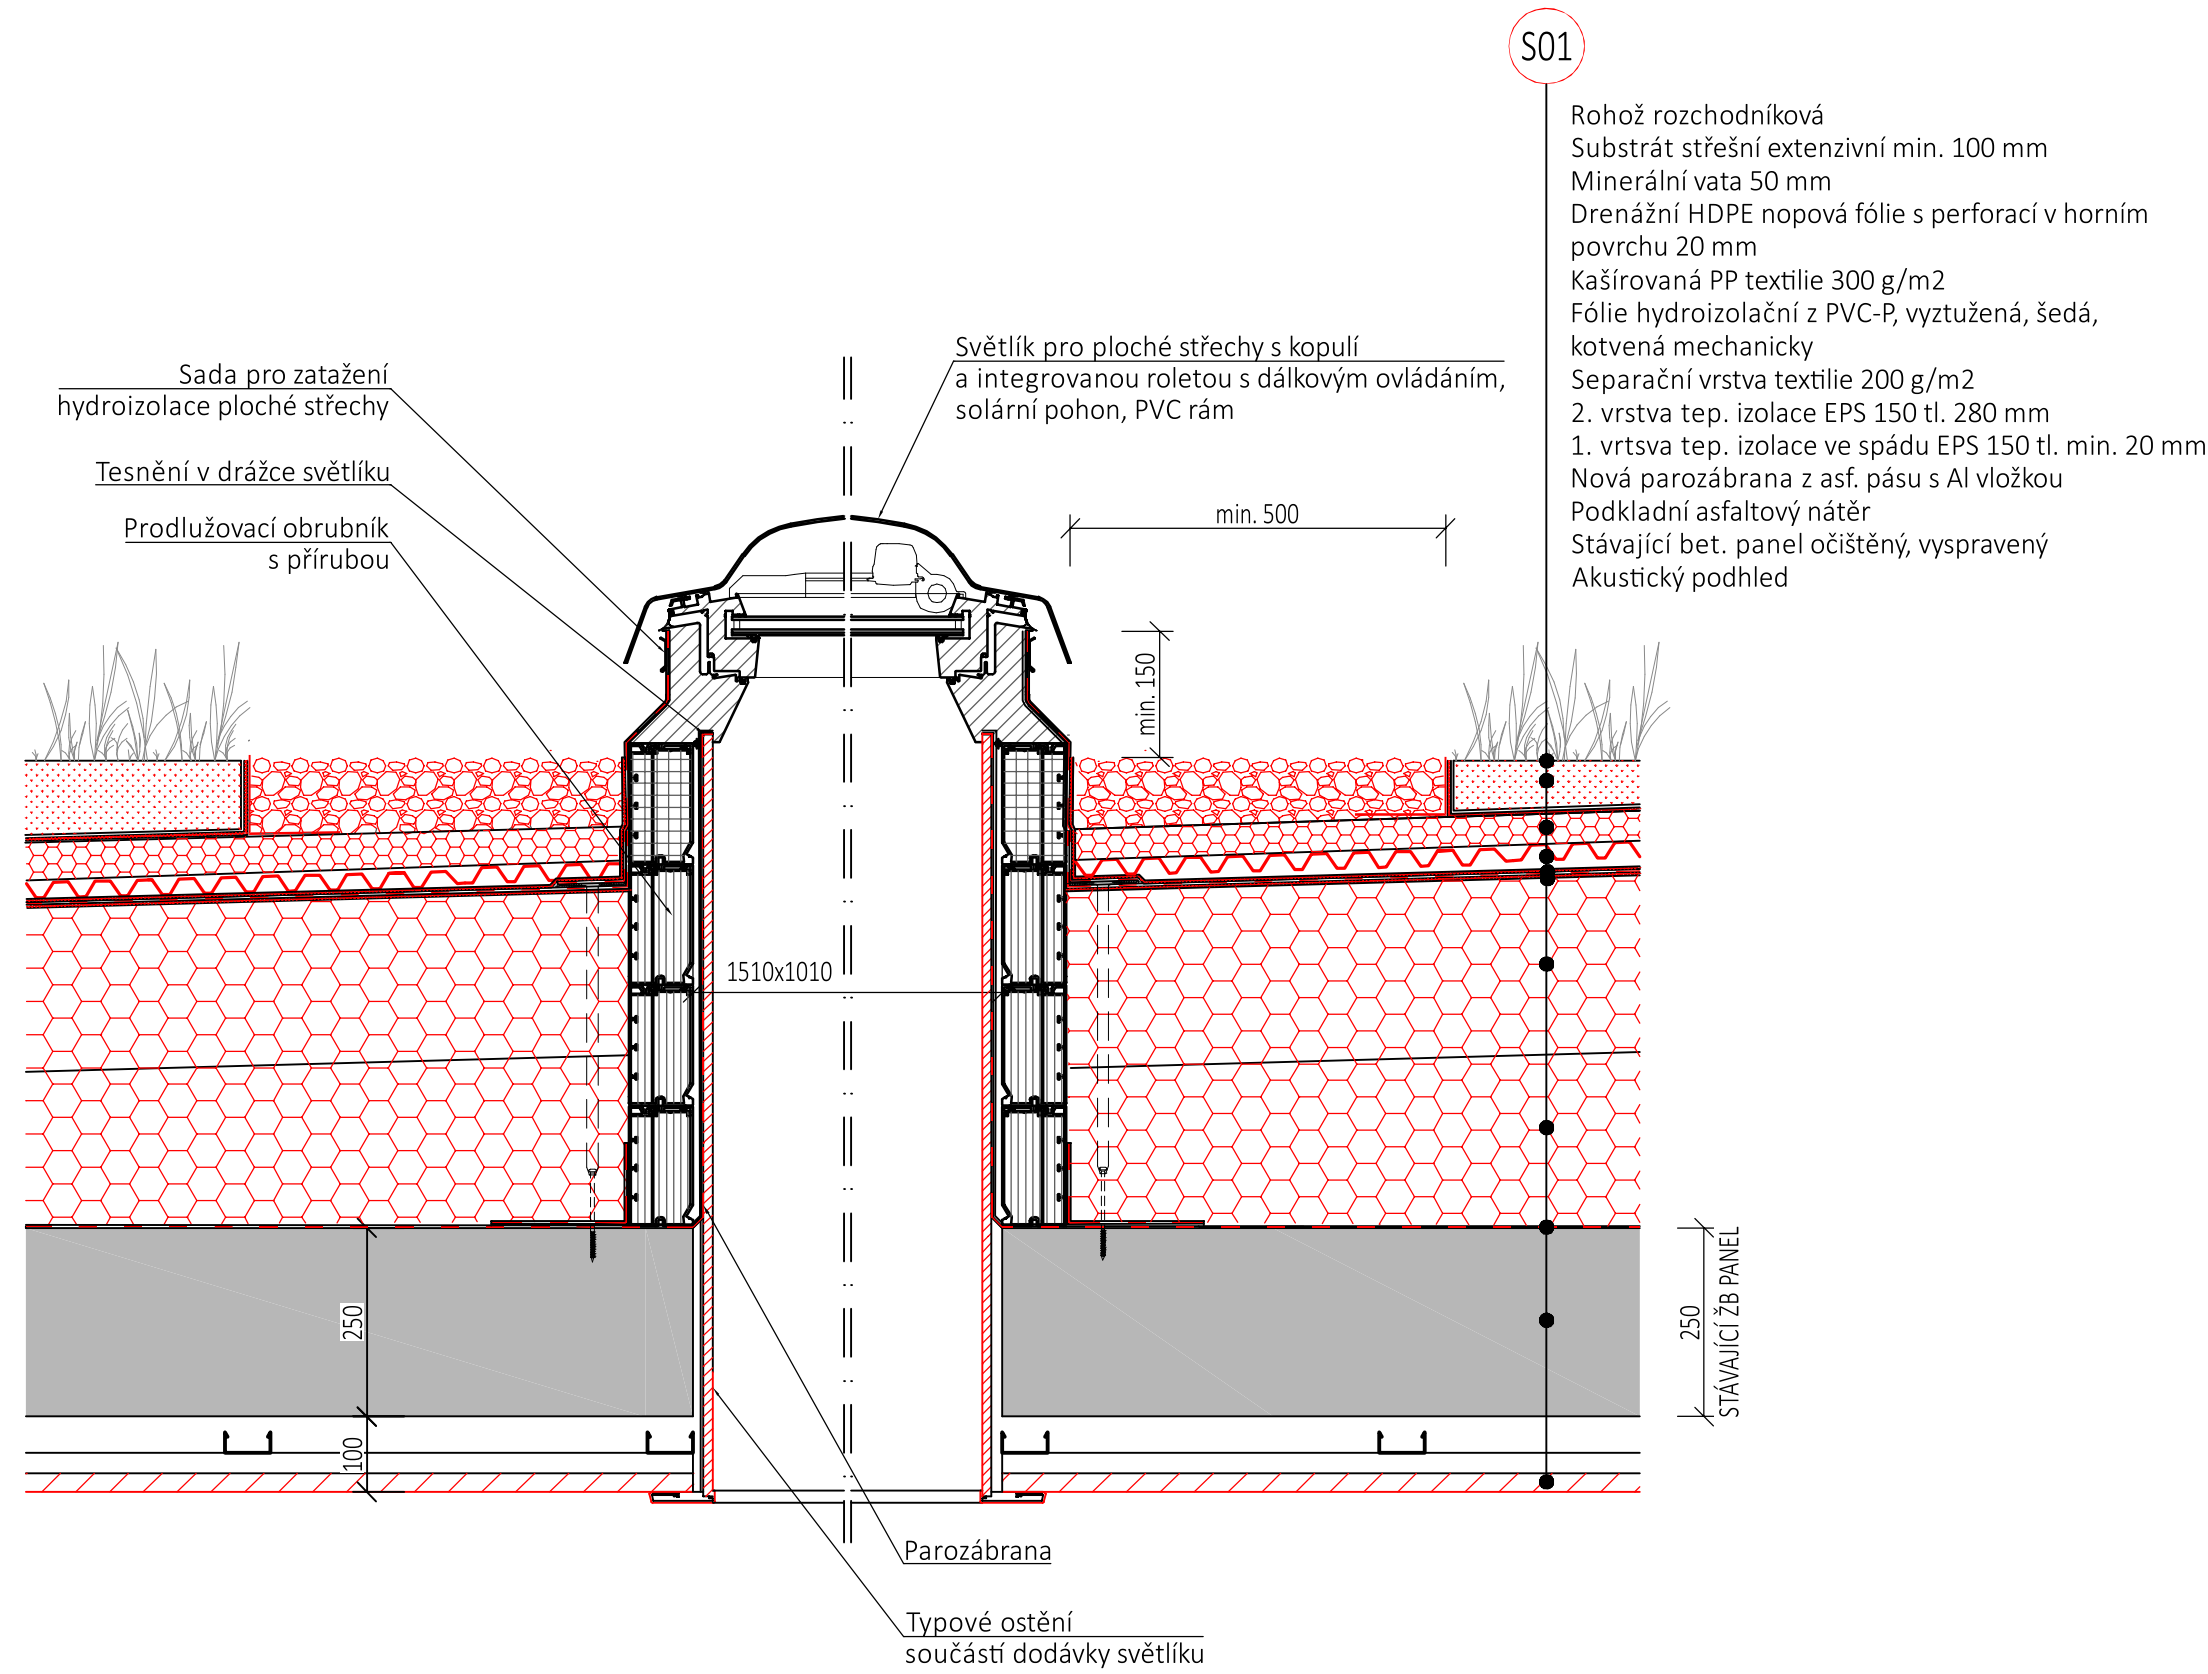 S01
Rohož rozchodníková
Substrát střešní extenzivní min. 100 mm
Minerální vata 50 mm
Drenážní HDPE nopová fólie s perforací v horním
povrchu 20 mm
Kašírovaná PP textilie 300 g/m2
Fólie hydroizolační z PVC-P, vyztužená, šedá,
kotvená mechanicky
Separační vrstva textilie 200 g/m2
2. vrstva tep. izolace EPS 150 tl. 280 mm
1. vrtsva tep. izolace ve spádu EPS 150 tl. min. 20 mm
Nová parozábrana z asf. pásu s Al vložkou
Podkladní asfaltový nátěr
Stávající bet. panel očištěný, vyspravený
Akustický podhled
Světlík pro ploché střechy s kopulí
a integrovanou roletou s dálkovým ovládáním,
solární pohon, PVC rám
Sada pro zatažení
hydroizolace ploché střechy
Tesnění v drážce světlíku
Prodlužovací obrubník
s přírubou
min. 500
min. 150
1510x1010
250
100
250
STÁVAJÍCÍ ŽB PANEL
Parozábrana
Typové ostění
součástí dodávky světlíku